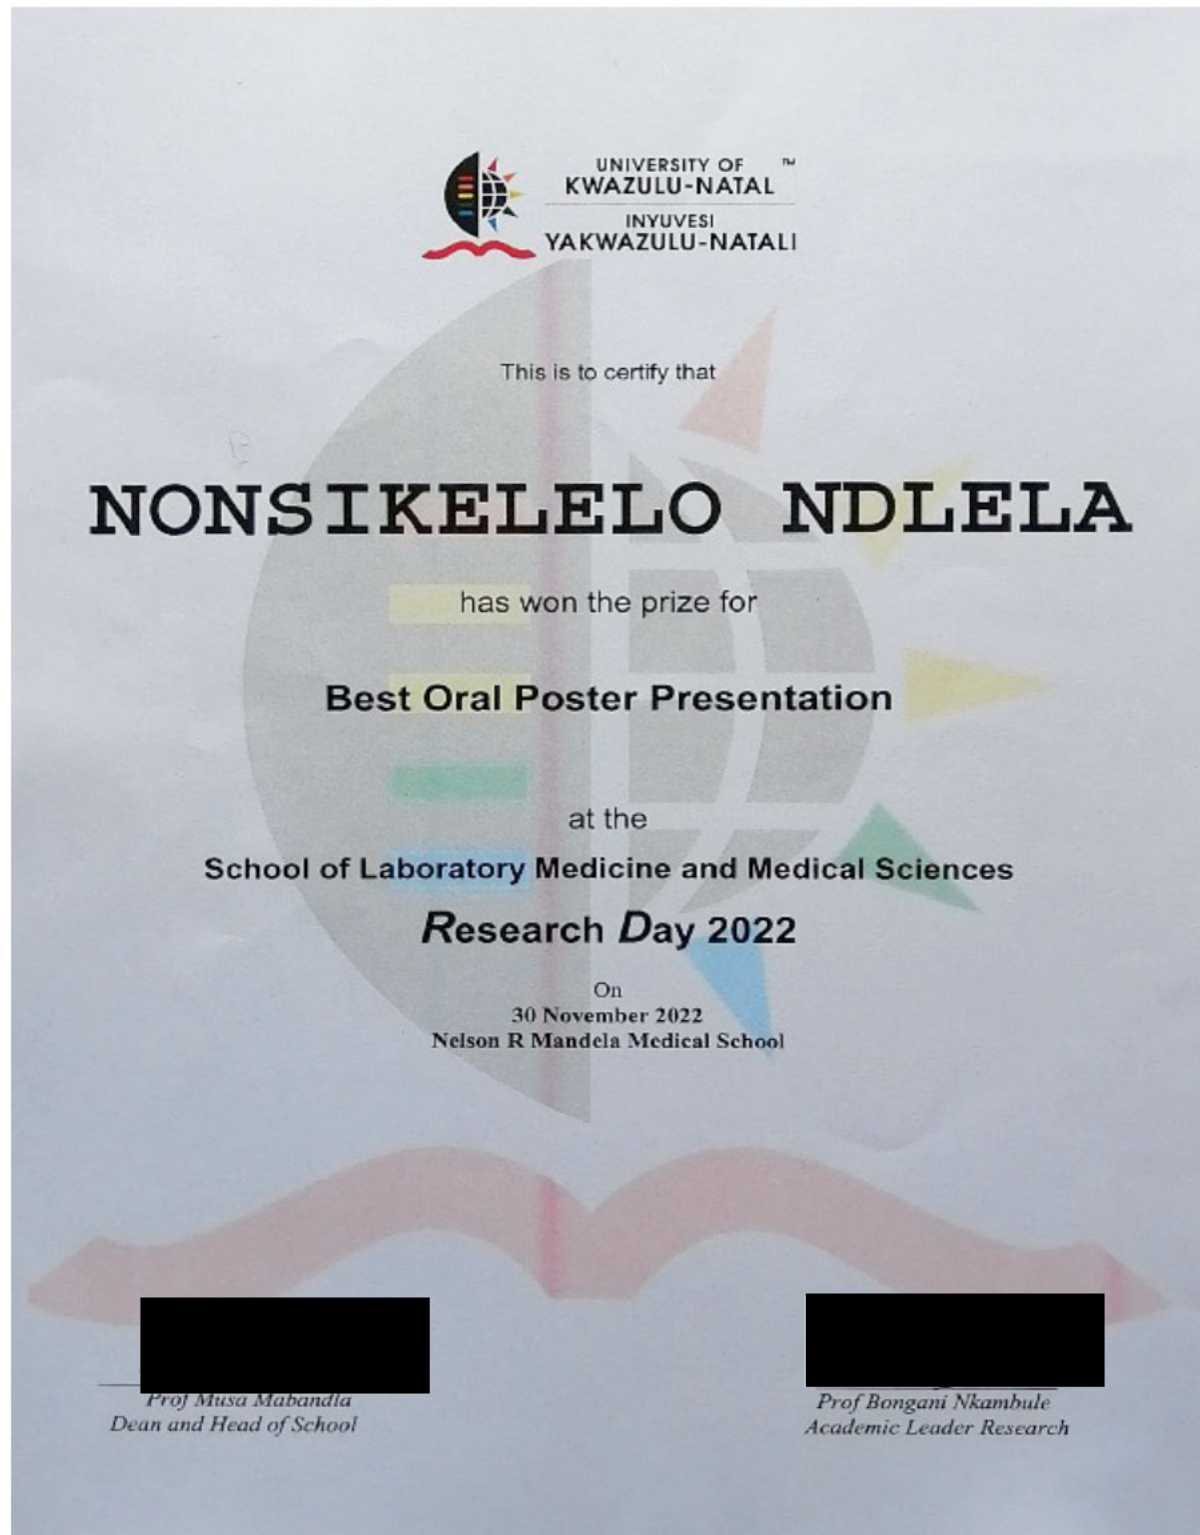 UNIVERSITY OF ™
KWAZULU-NATAL
INYUVESI
YAKWAZULU-NATALI
This is to certify that
NONSIKELELO NDLELA
has won the prize for
Best Oral Poster Presentation
at the
School of Laboratory Medicine and Medical Sciences
Research Day 2022
On
30 November 2022
Nelson R Mandela Medical School
Prof Musa Mabandla
Dean and Head of School
Prof Bongani Nkambule
Academic Leader Research